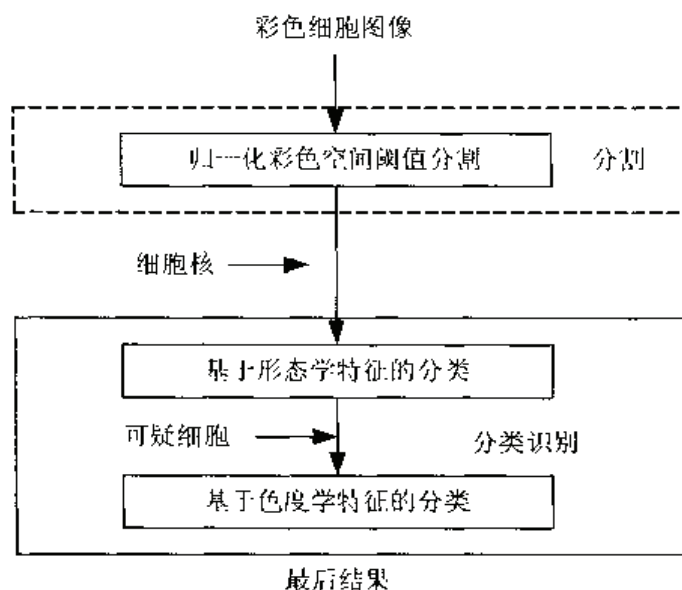 彩色细胞图像
归一化彩色空间阈值分割
分割
细胞核
基于形态学特征的分类
可疑细胞
分类识别
基于色度学特征的分类
最后结果